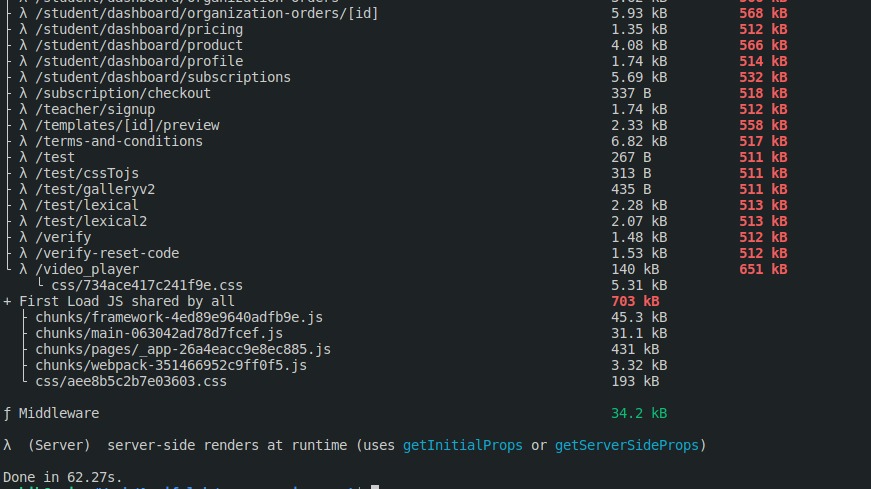 λ /student/dashboard/organization-orders/[id] 5.93 kB 568 kB
λ /student/dashboard/pricing 1.35 kB 512 kB
λ /student/dashboard/product 4.08 kB 566 kB
λ /student/dashboard/profile 1.74 kB 514 kB
λ /student/dashboard/subscriptions 5.69 kB 532 kB
λ /subscription/checkout 337 B 518 kB
λ /teacher/signup 1.74 kB 512 kB
λ /templates/[id]/preview 2.33 kB 558 kB
λ /terms-and-conditions 6.82 kB 517 kB
λ /test 267 B 511 kB
λ /test/cssTojs 313 B 511 kB
λ /test/galleryv2 435 B 511 kB
λ /test/lexical 2.28 kB 513 kB
λ /test/lexical2 2.07 kB 513 kB
λ /verify 1.48 kB 512 kB
λ /verify-reset-code 1.53 kB 512 kB
λ /video_player 140 kB 651 kB
css/734ace417c241f9e.css 5.31 kB
+ First Load JS shared by all 703 kB
chunks/framework-4ed89e9640adfb9e.js 45.3 kB
chunks/main-063042ad78d7fcef.js 31.1 kB
chunks/pages/_app-26a4eacc9e8ec885.js 431 kB
chunks/webpack-351466952c9ff0f5.js 3.32 kB
css/aee8b5c2b7e03603.css 193 kB
ƒ Middleware 34.2 kB
λ (Server) server-side renders at runtime (uses getInitialProps or getServerSideProps)
Done in 62.27s.